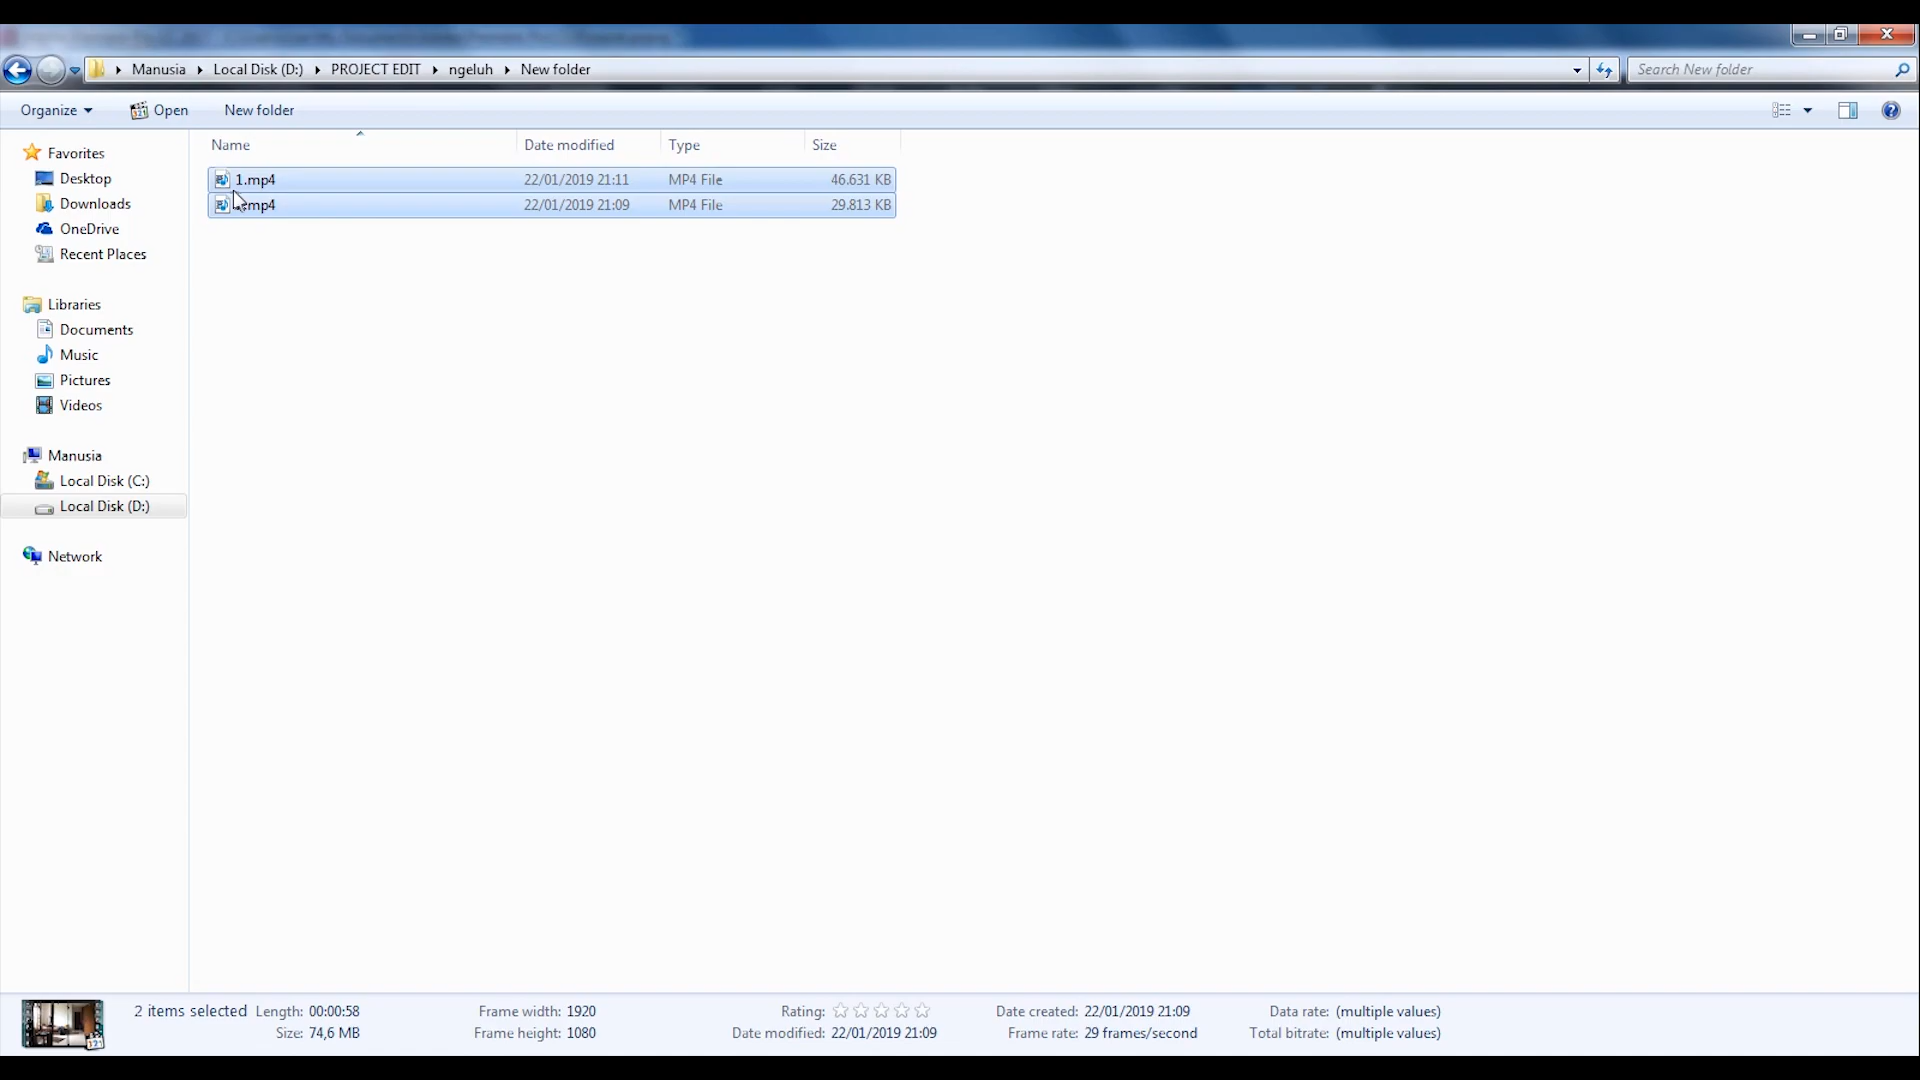 Manusia Local Disk (D:) PROJECT EDIT ngeluh New folder
Search New folder
Organize Open New folder
Name Date modified Type Size
1.mp4 22/01/2019 21:11 MP4 File 46.631 KB
mp4 22/01/2019 21:09 MP4 File 29.813 KB
Favorites
Desktop
Downloads
OneDrive
Recent Places
Libraries
Documents
Music
Pictures
Videos
Manusia
Local Disk (C:)
Local Disk (D:)
Network
2 items selected Length: 00:00:58 Frame width: 1920 Rating: Date created: 22/01/2019 21:09 Data rate: (multiple values)
Size: 74,6 MB Frame height: 1080 Date modified: 22/01/2019 21:09 Frame rate: 29 frames/second Total bitrate: (multiple values)